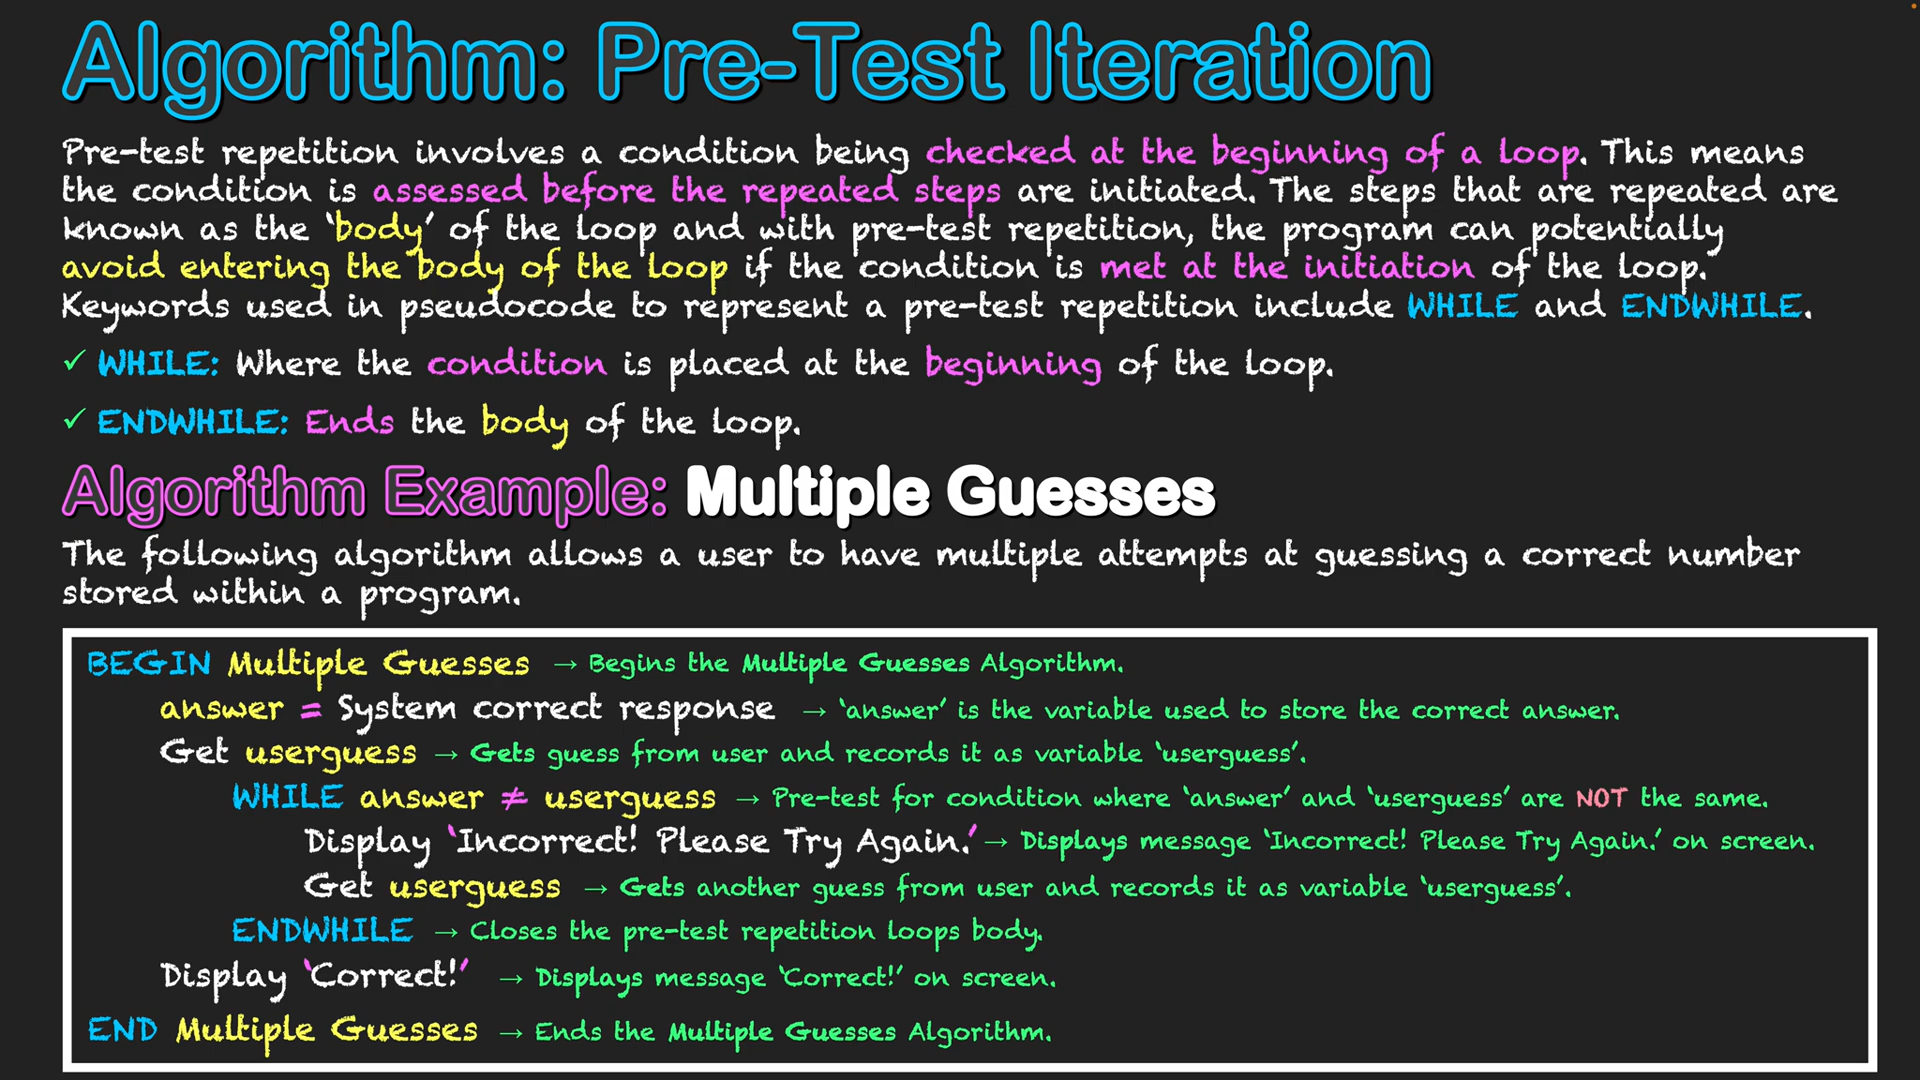 Algorithm: Pre-Test Iteration
Pre-test repetition involves a condition being checked at the beginning of a loop. This means
the condition is assessed before the repeated steps are initiated. The steps that are repeated are
known as the ‘body’ of the loop and with pre-test repetition, the program can potentially
avoid entering the body of the loop if the condition is met at the initiation of the loop.
Keywords used in pseudocode to represent a pre-test repetition include WHILE and ENDWHILE.
✓ WHILE: Where the condition is placed at the beginning of the loop.
✓ ENDWHILE: Ends the body of the loop.
Algorithm Example: Multiple Guesses
The following algorithm allows a user to have multiple attempts at guessing a correct number
stored within a program.
BEGIN Multiple Guesses → Begins the Multiple Guesses Algorithm.
answer = System correct response → ‘answer’ is the variable used to store the correct answer.
Get userguess → Gets guess from user and records it as variable ‘userguess’.
WHILE answer ≠ userguess → Pre-test for condition where ‘answer’ and ‘userguess’ are NOT the same.
Display ‘Incorrect! Please Try Again.’ → Displays message ‘Incorrect! Please Try Again.’ on screen.
Get userguess → Gets another guess from user and records it as variable ‘userguess’.
ENDWHILE → Closes the pre-test repetition loops body.
Display ‘Correct!’ → Displays message ‘Correct!’ on screen.
END Multiple Guesses → Ends the Multiple Guesses Algorithm.